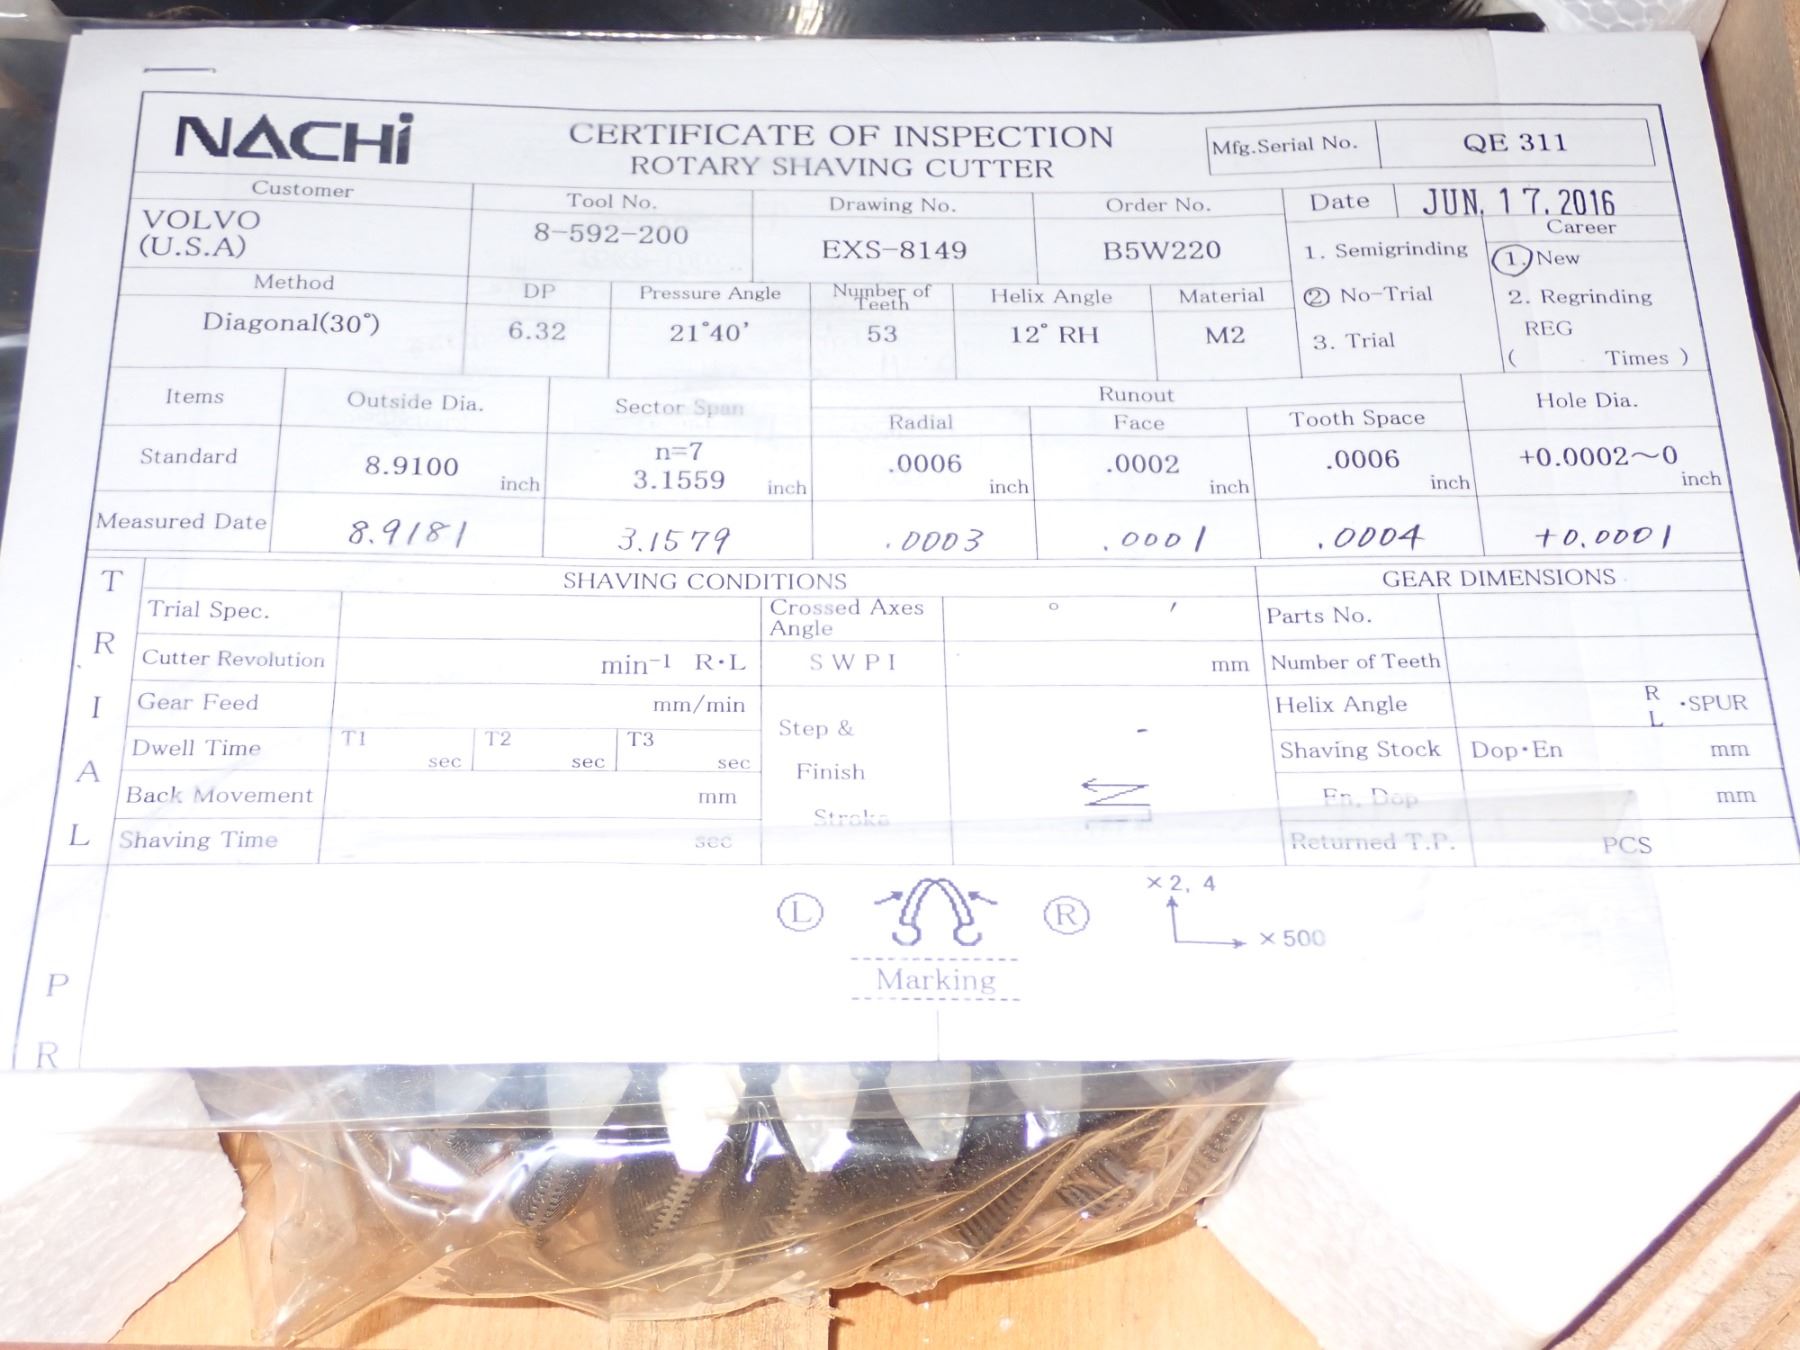 NACHi
CERTIFICATE OF INSPECTION
ROTARY SHAVING CUTTER
Mfg.Serial No. QE 311
Customer Tool No. Drawing No. Order No. Date JUN. 17. 2016
VOLVO
(U.S.A) 8-592-200 EXS-8149 B5W220
Career
1. Semigrinding 1. New
2 No-Trial 2. Regrinding
3. Trial REG
( Times )
Method DP Pressure Angle Number of Teeth Helix Angle Material
Diagonal(30°) 6.32 21°40' 53 12° RH M2
Items Outside Dia. Sector Span Runout Hole Dia.
Radial Face Tooth Space
Standard 8.9100 inch n=7 3.1559 inch .0006 inch .0002 inch .0006 inch +0.0002~0 inch
Measured Date 8.9181 3.1579 .0003 .0001 .0004 +0.0001
TRIAL
SHAVING CONDITIONS GEAR DIMENSIONS
Trial Spec. Crossed Axes Angle ° ′ Parts No.
Cutter Revolution min⁻¹ R·L SWPI mm Number of Teeth
Gear Feed mm/min Helix Angle R L ·SPUR
Dwell Time T1 sec T2 sec T3 sec Step & Finish Stroke - Shaving Stock Dop·En mm
Back Movement mm En. Dop mm
Shaving Time sec Returned T.P. PCS
L R ×2, 4
×500
Marking
P
R